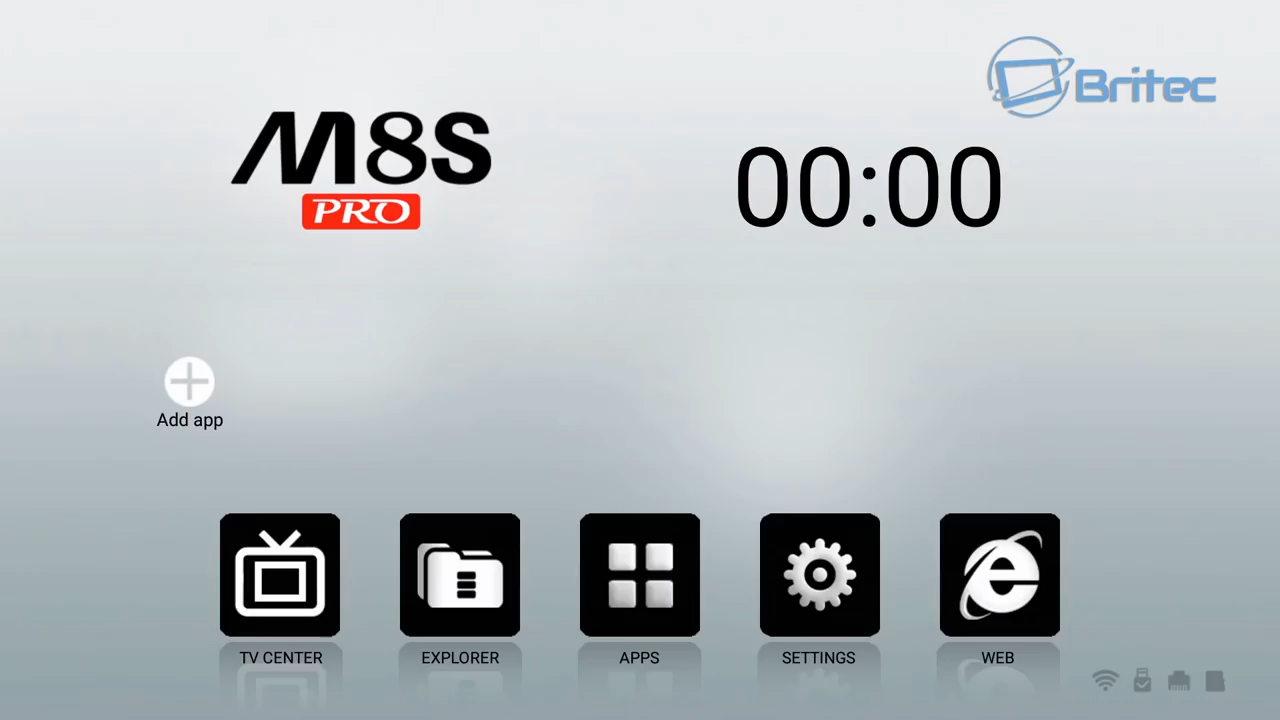 Britec
M8S
PRO
00:00
Add app
TV CENTER
EXPLORER
APPS
SETTINGS
WEB